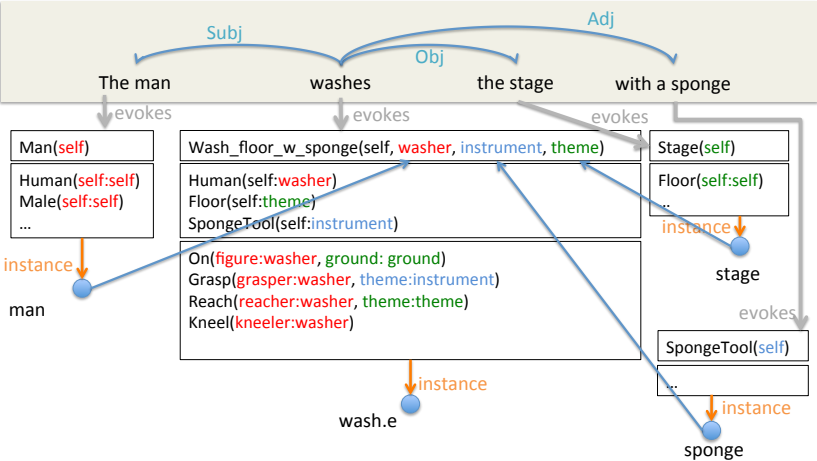 Subj
Adj
Obj
The man washes the stage with a sponge
evokes evokes evokes
Man(self)
Human(self:self)
Male(self:self)
...
instance
man
Wash_floor_w_sponge(self, washer, instrument, theme)
Human(self:washer)
Floor(self:theme)
SpongeTool(self:instrument)
On(figure:washer, ground: ground)
Grasp(grasper:washer, theme:instrument)
Reach(reacher:washer, theme:theme)
Kneel(kneeler:washer)
instance
wash.e
Stage(self)
Floor(self:self)
...
instance
stage
evokes
SpongeTool(self)
...
instance
sponge